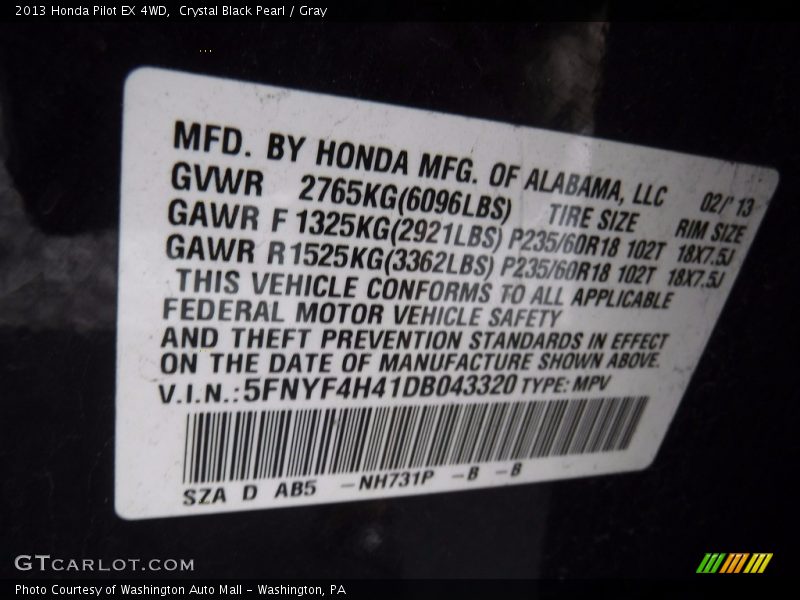 2013 Honda Pilot EX 4WD,  Crystal Black Pearl / Gray
MFD. BY HONDA MFG. OF ALABAMA, LLC 02/'13
GVWR 2765KG(6096LBS) TIRE SIZE RIM SIZE
GAWR F 1325KG(2921LBS) P235/60R18 102T 18X7.5J
GAWR R 1525KG(3362LBS) P235/60R18 102T 18X7.5J
THIS VEHICLE CONFORMS TO ALL APPLICABLE
FEDERAL MOTOR VEHICLE SAFETY
AND THEFT PREVENTION STANDARDS IN EFFECT
ON THE DATE OF MANUFACTURE SHOWN ABOVE.
V.I.N.: 5FNYF4H41DB043320 TYPE: MPV
SZA D AB5 –NH731P –B –B
GTCARLOT.COM
Photo Courtesy of Washington Auto Mall – Washington, PA